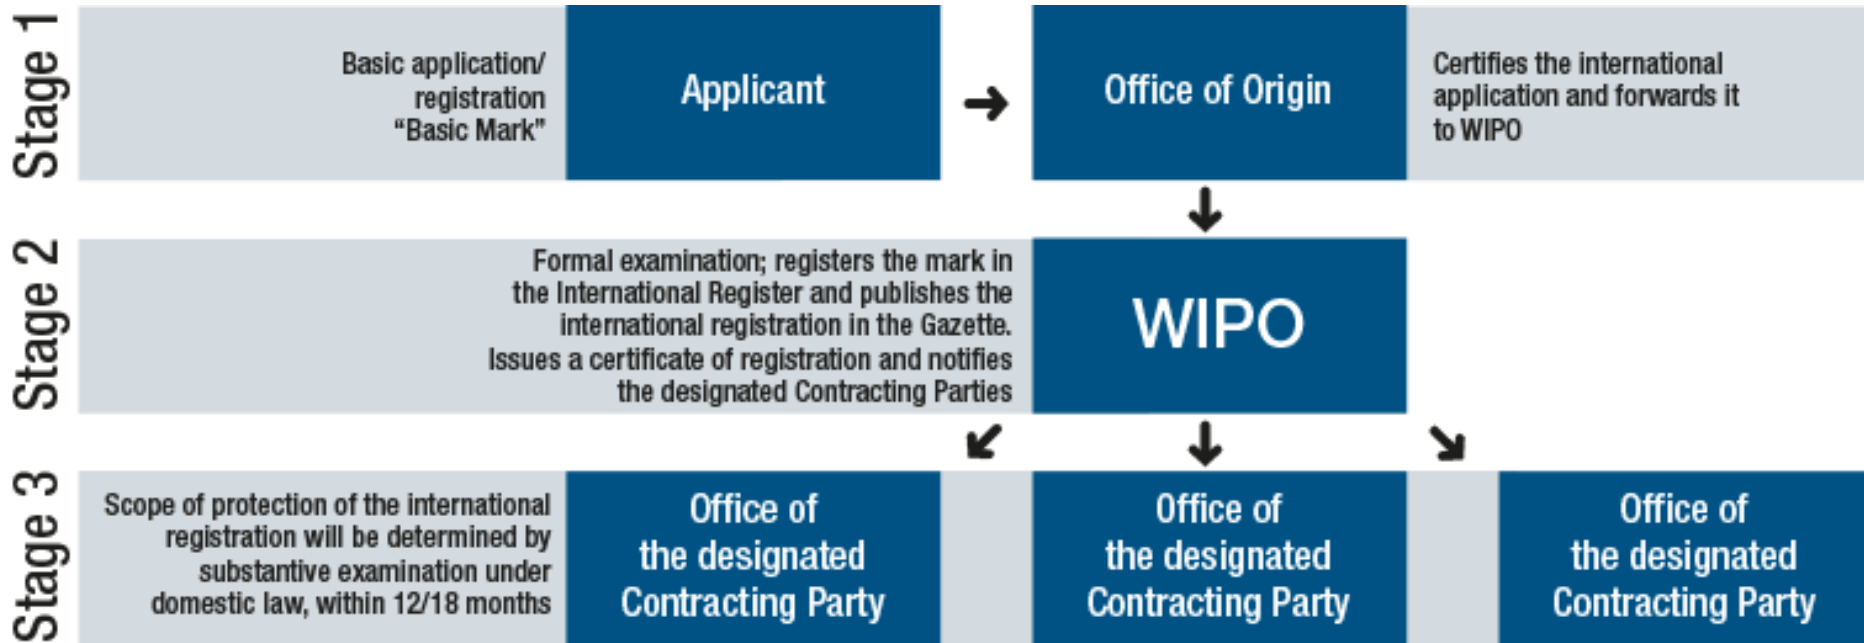 Stage 1
Basic application/
registration
“Basic Mark”
Applicant
Office of Origin
Certifies the international
application and forwards it
to WIPO
Stage 2
Formal examination; registers the mark in
the International Register and publishes the
international registration in the Gazette.
Issues a certificate of registration and notifies
the designated Contracting Parties
WIPO
Stage 3
Scope of protection of the international
registration will be determined by
substantive examination under
domestic law, within 12/18 months
Office of
the designated
Contracting Party
Office of
the designated
Contracting Party
Office of
the designated
Contracting Party